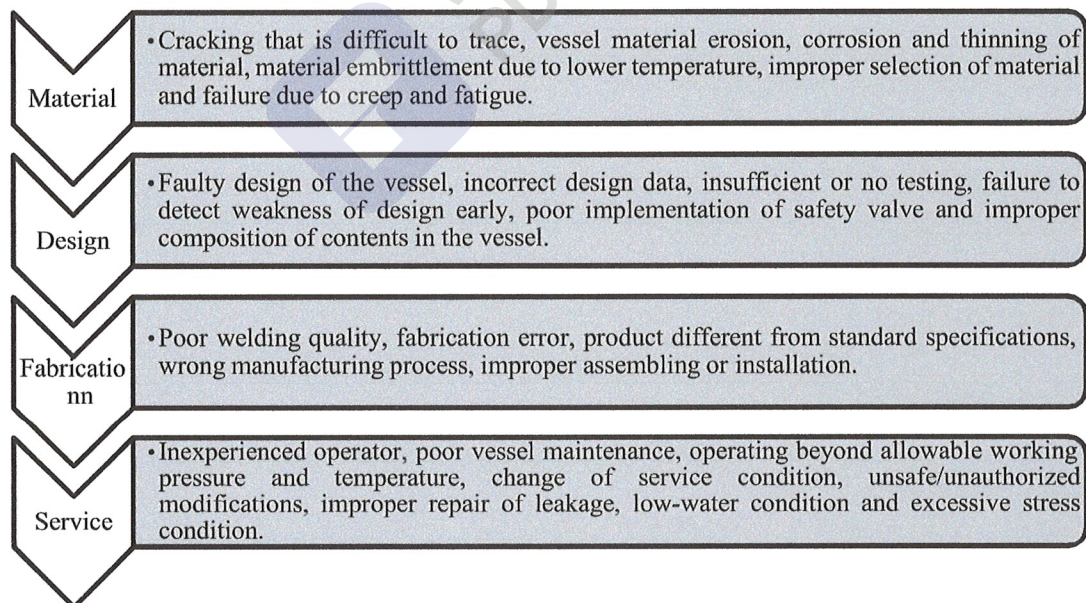 Material
•Cracking that is difficult to trace, vessel material erosion, corrosion and thinning of
material, material embrittlement due to lower temperature, improper selection of material
and failure due to creep and fatigue.
Design
•Faulty design of the vessel, incorrect design data, insufficient or no testing, failure to
detect weakness of design early, poor implementation of safety valve and improper
composition of contents in the vessel.
Fabricatio
nn
•Poor welding quality, fabrication error, product different from standard specifications,
wrong manufacturing process, improper assembling or installation.
Service
•Inexperienced operator, poor vessel maintenance, operating beyond allowable working
pressure and temperature, change of service condition, unsafe/unauthorized
modifications, improper repair of leakage, low-water condition and excessive stress
condition.